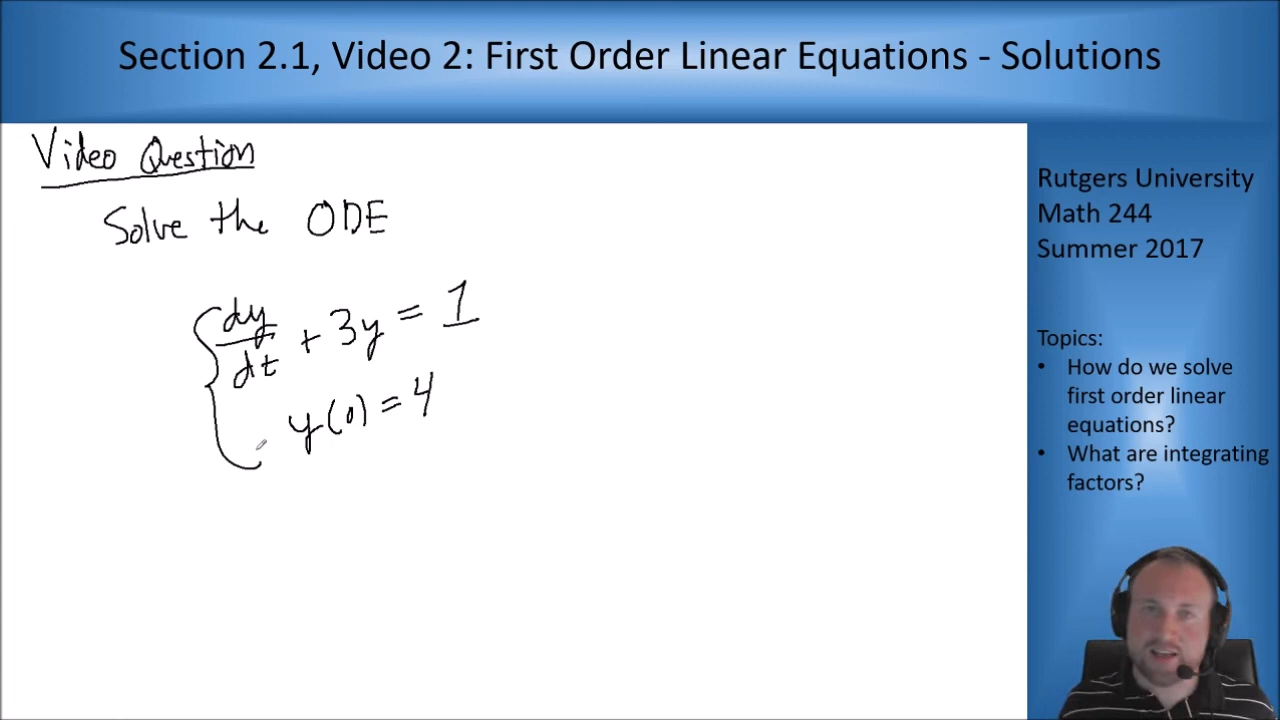 Section 2.1, Video 2: First Order Linear Equations - Solutions
Video Question
Solve the ODE
dy/dt + 3y = 1
y(0) = 4
Rutgers University
Math 244
Summer 2017
Topics:
• How do we solve
first order linear
equations?
• What are integrating
factors?